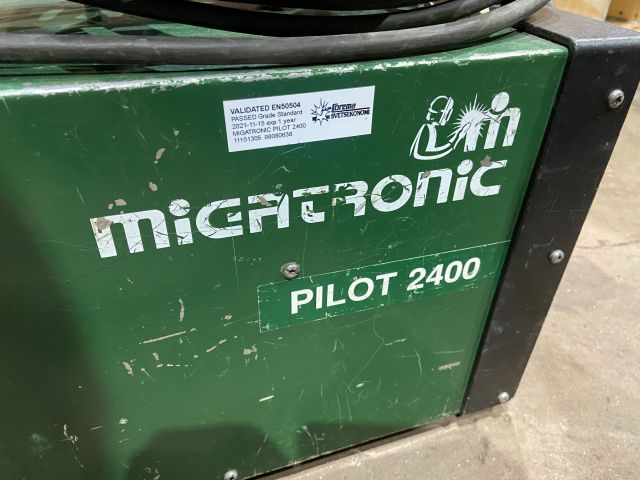 VALIDATED EN50504
PASSED Grade Standard
2021-11-15 exp 1 year
MIGATRONIC PILOT 2400
11151305 98080638
SVETSEKONOMI
m
miGATRONiC
PILOT 2400